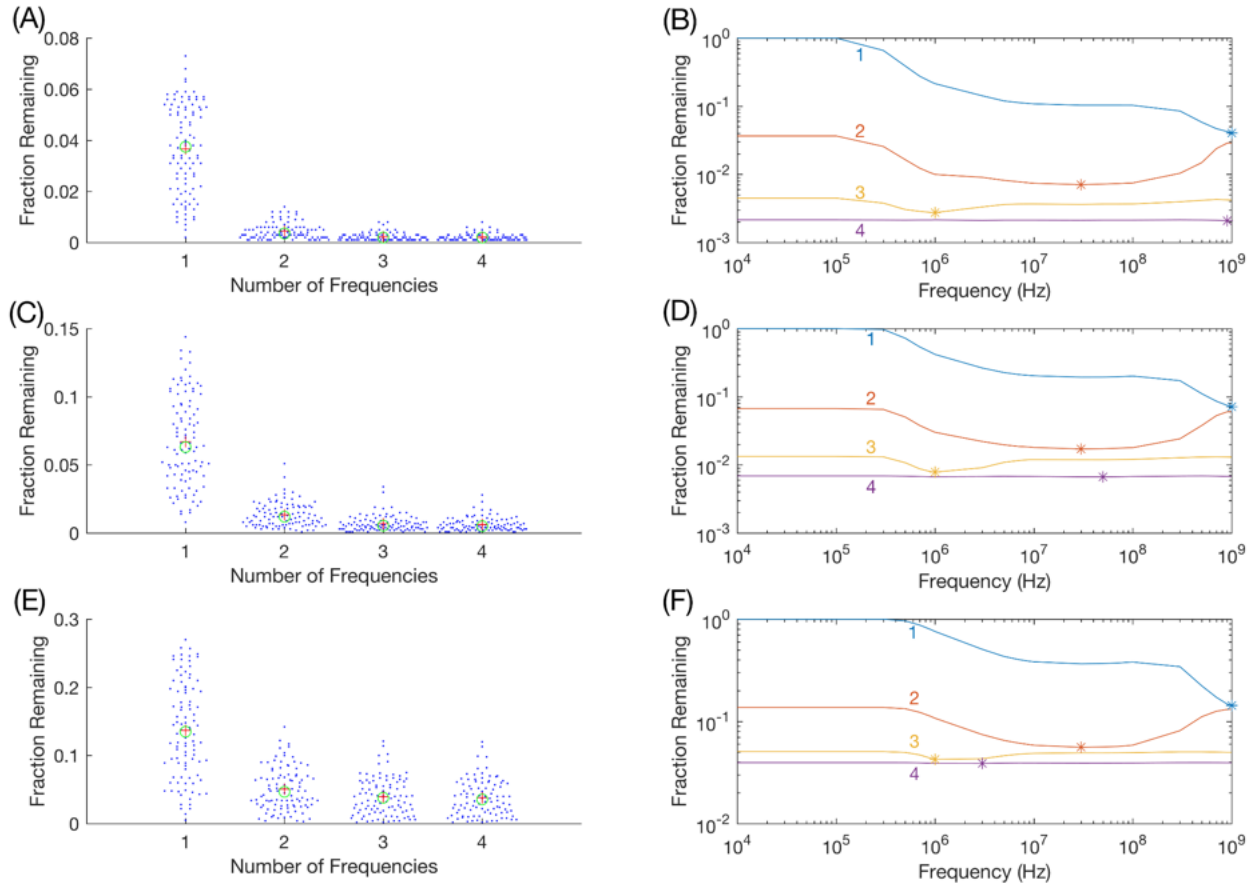 (A)
0.08
0.06
0.04
0.02
0
Fraction Remaining
1 2 3 4
Number of Frequencies
(B)
10^0
10^-1
10^-2
10^-3
Fraction Remaining
1
2
3
4
10^4 10^5 10^6 10^7 10^8 10^9
Frequency (Hz)
(C)
0.15
0.1
0.05
0
Fraction Remaining
1 2 3 4
Number of Frequencies
(D)
10^0
10^-1
10^-2
10^-3
Fraction Remaining
1
2
3
4
10^4 10^5 10^6 10^7 10^8 10^9
Frequency (Hz)
(E)
0.3
0.2
0.1
0
Fraction Remaining
1 2 3 4
Number of Frequencies
(F)
10^0
10^-1
10^-2
Fraction Remaining
1
2
3
4
10^4 10^5 10^6 10^7 10^8 10^9
Frequency (Hz)